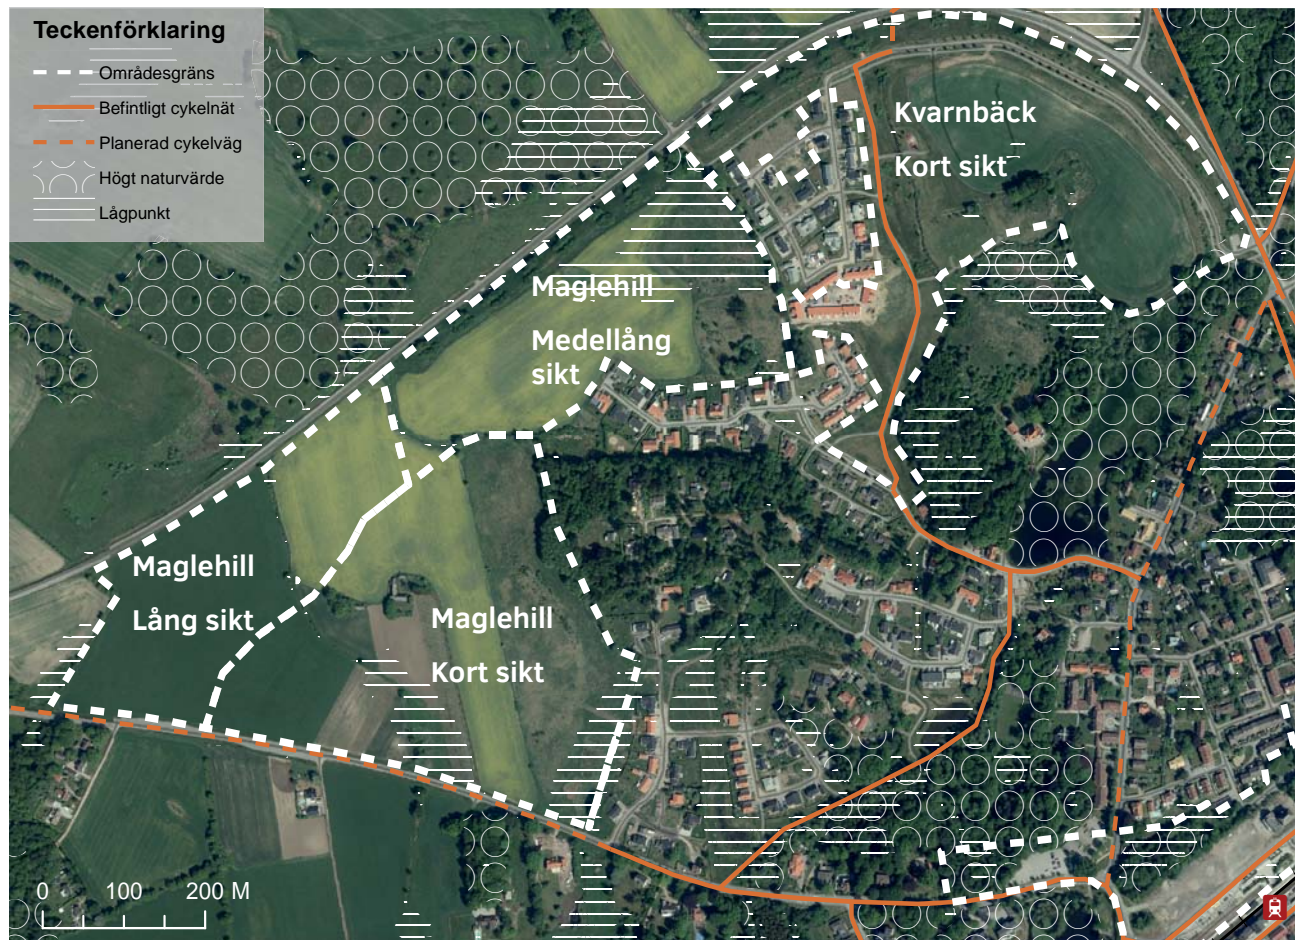 Teckenförklaring
Områdesgräns
Befintligt cykelnät
Planerad cykelväg
Högt naturvärde
Lågpunkt
Kvarnbäck
Kort sikt
Maglehill
Medellång
sikt
Maglehill
Lång sikt
Maglehill
Kort sikt
0 100 200 M